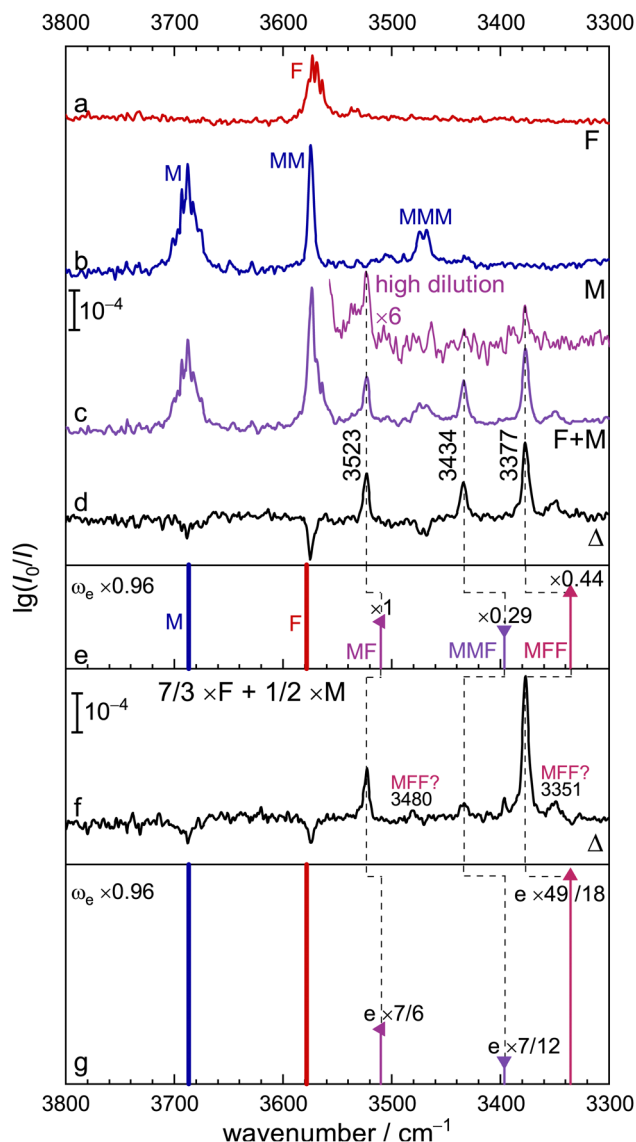 3800 3700 3600 3500 3400 3300
F
a
F
M
MM
MMM
b
M
10⁻⁴
high dilution
×6
c
F+M
3523
3434
3377
d
Δ
lg(I₀/I)
ωₑ ×0.96
×1
×0.29
×0.44
M
F
MF
MMF
MFF
e
7/3 ×F + 1/2 ×M
10⁻⁴
MFF?
3480
MFF?
3351
f
Δ
ωₑ ×0.96
e ×49/18
e ×7/6
e ×7/12
g
3800 3700 3600 3500 3400 3300
wavenumber / cm⁻¹